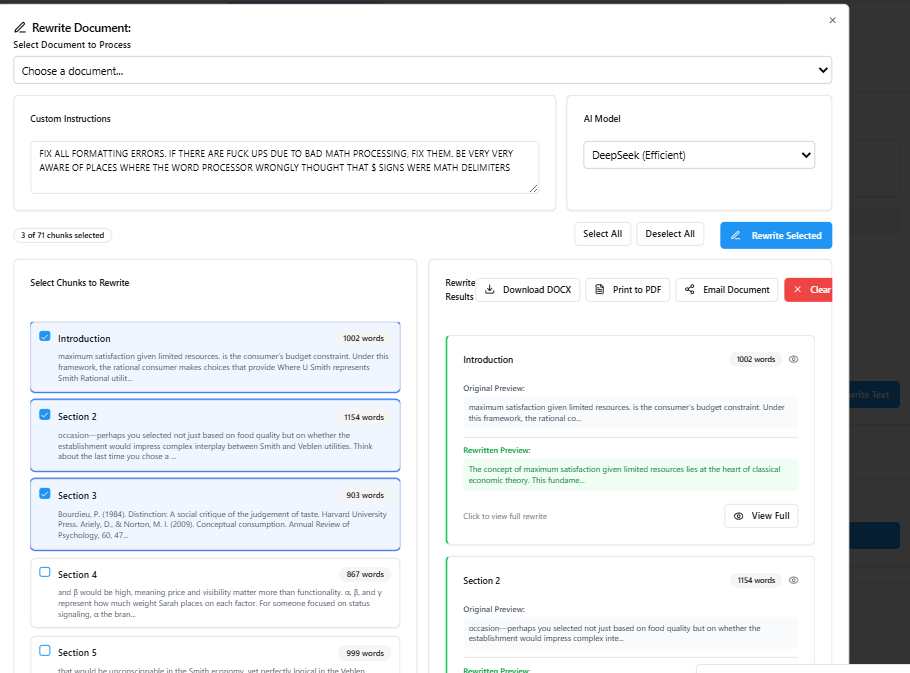 Rewrite Document:
Select Document to Process
Choose a document...
Custom Instructions
FIX ALL FORMATTING ERRORS. IF THERE ARE FUCK UPS DUE TO BAD MATH PROCESSING, FIX THEM. BE VERY VERY
AWARE OF PLACES WHERE THE WORD PROCESSOR WRONGLY THOUGHT THAT $ SIGNS WERE MATH DELIMITERS
AI Model
DeepSeek (Efficient)
3 of 71 chunks selected
Select All
Deselect All
Rewrite Selected
Select Chunks to Rewrite
Introduction
1002 words
maximum satisfaction given limited resources. is the consumer's budget constraint. Under this
framework, the rational consumer makes choices that provide Where U Smith represents
Smith Rational utilit...
Section 2
1154 words
occasion—perhaps you selected not just based on food quality but on whether the
establishment would impress complex interplay between Smith and Veblen utilities. Think
about the last time you chose a ...
Section 3
903 words
Bourdieu, P. (1984). Distinction: A social critique of the judgement of taste. Harvard University
Press. Ariely, D., & Norton, M. I. (2009). Conceptual consumption. Annual Review of
Psychology, 60, 47...
Section 4
867 words
and β would be high, meaning price and visibility matter more than functionality. α, β, and γ
represent how much weight Sarah places on each factor. For someone focused on status
signaling, α the bran...
Section 5
999 words
that would be unconscionable in the Smith economy, yet perfectly logical in the Veblen
Rewrite
Results
Download DOCX
Print to PDF
Email Document
Clear
Introduction
1002 words
Original Preview:
maximum satisfaction given limited resources. is the consumer's budget constraint. Under
this framework, the rational co...
Rewritten Preview:
The concept of maximum satisfaction given limited resources lies at the heart of classical
economic theory. This fundame...
Click to view full rewrite
View Full
Section 2
1154 words
Original Preview:
occasion—perhaps you selected not just based on food quality but on whether the
establishment would impress complex inte...
Rewritten Preview:
write Text